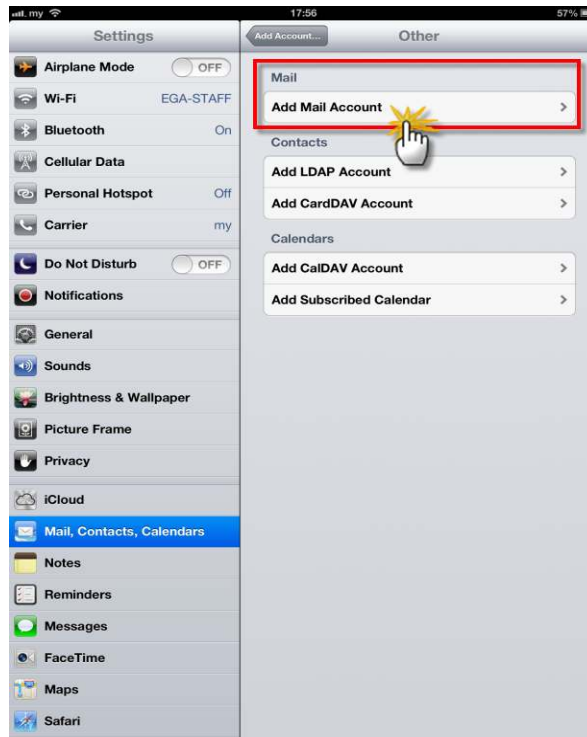 my 17:56 57%
Settings
Airplane Mode OFF
Wi-Fi EGA-STAFF
Bluetooth On
Cellular Data
Personal Hotspot Off
Carrier my
Do Not Disturb OFF
Notifications
General
Sounds
Brightness & Wallpaper
Picture Frame
Privacy
iCloud
Mail, Contacts, Calendars
Notes
Reminders
Messages
FaceTime
Maps
Safari
Add Account... Other
Mail
Add Mail Account
Contacts
Add LDAP Account
Add CardDAV Account
Calendars
Add CalDAV Account
Add Subscribed Calendar